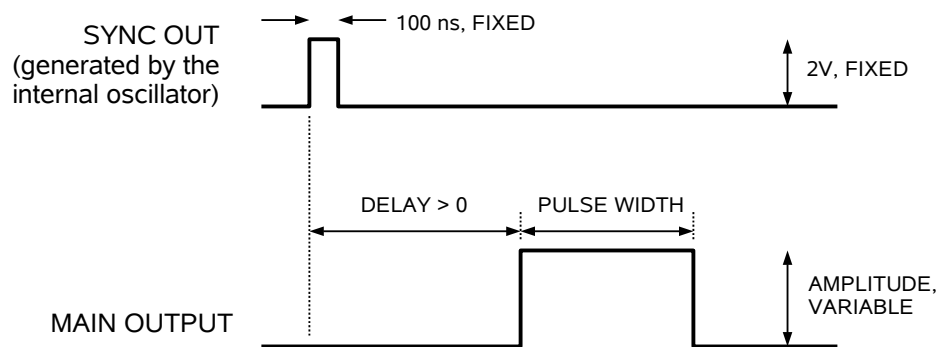 SYNC OUT
(generated by the
internal oscillator)
100 ns, FIXED
2V, FIXED
DELAY > 0
PULSE WIDTH
AMPLITUDE,
VARIABLE
MAIN OUTPUT